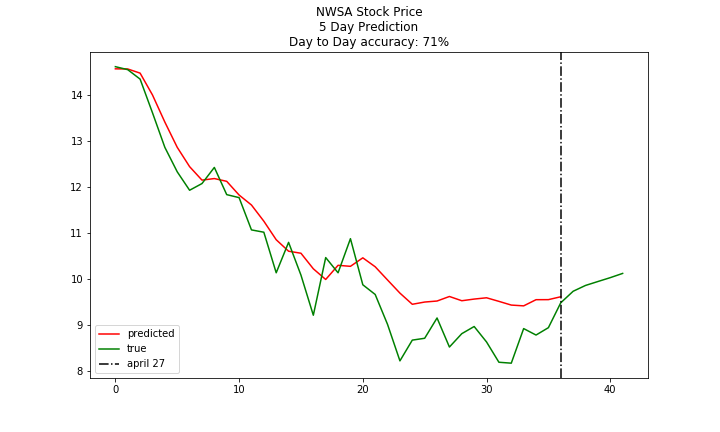 NWSA Stock Price
5 Day Prediction
Day to Day accuracy: 71%
14
13
12
11
10
9
8
predicted
true
april 27
0 10 20 30 40